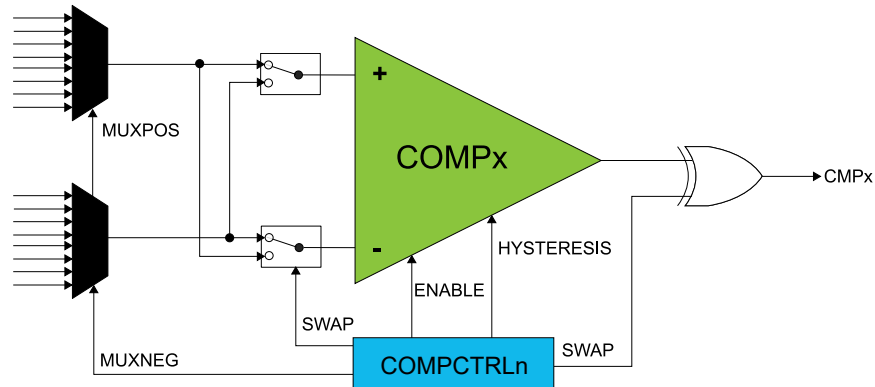 +
MUXPOS
COMPx
CMPx
-
HYSTERESIS
ENABLE
SWAP
MUXNEG
COMPCTRLn
SWAP